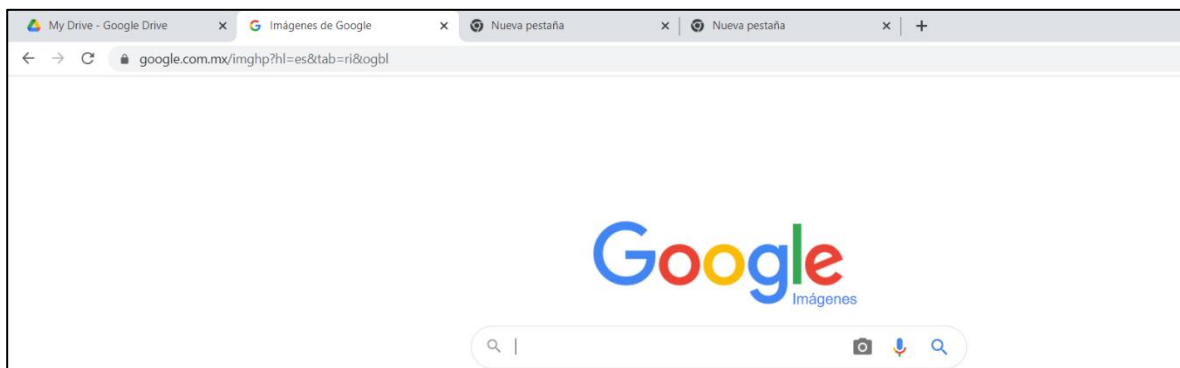 My Drive - Google Drive
Imágenes de Google
Nueva pestaña
Nueva pestaña
google.com.mx/imghp?hl=es&tab=ri&ogbl
Google
Imágenes